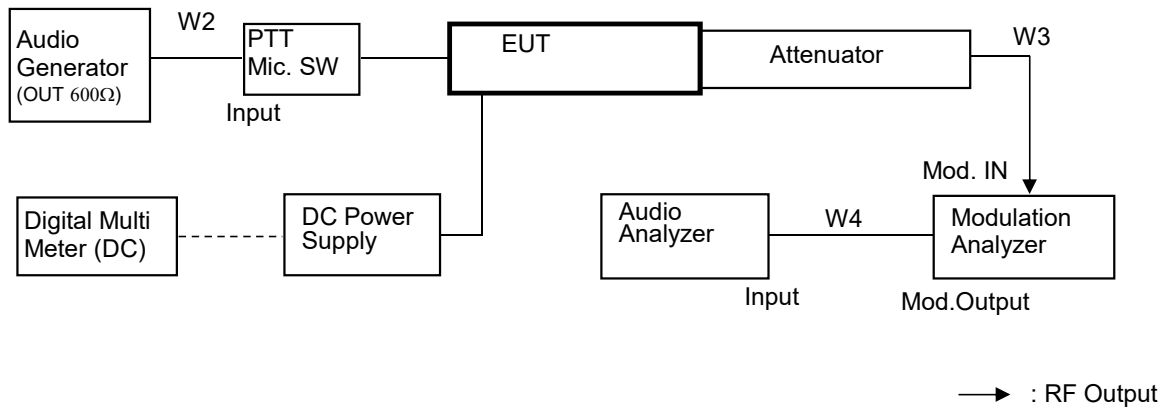 W2
W3
Audio
Generator
(OUT 600Ω)
PTT
Mic. SW
Input
EUT
Attenuator
Mod. IN
Digital Multi
Meter (DC)
DC Power
Supply
Audio
Analyzer
W4
Modulation
Analyzer
Input
Mod.Output
: RF Output